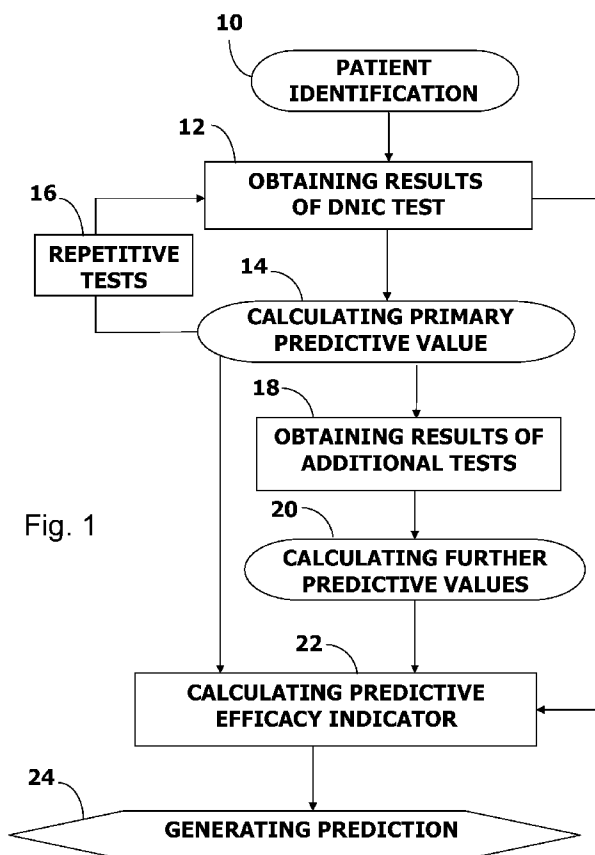 10
PATIENT
IDENTIFICATION
12
OBTAINING RESULTS
OF DNIC TEST
16
REPETITIVE
TESTS
14
CALCULATING PRIMARY
PREDICTIVE VALUE
18
OBTAINING RESULTS OF
ADDITIONAL TESTS
Fig. 1
20
CALCULATING FURTHER
PREDICTIVE VALUES
22
CALCULATING PREDICTIVE
EFFICACY INDICATOR
24
GENERATING PREDICTION